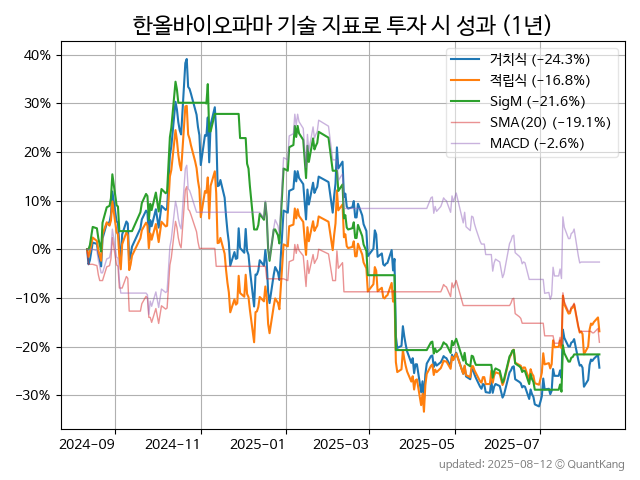 한올바이오파마 기술 지표로 투자 시 성과 (1년)
40%
30%
20%
10%
0%
−10%
−20%
−30%
거치식 (−24.3%)
적립식 (−16.8%)
SigM (−21.6%)
SMA(20) (−19.1%)
MACD (−2.6%)
2024-09
2024-11
2025-01
2025-03
2025-05
2025-07
updated: 2025-08-12 ⓒ QuantKang